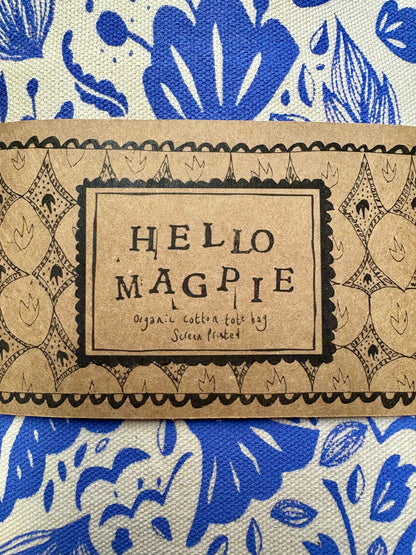 HELLO
MAGPIE
Organic cotton tote bag
Screen Printed